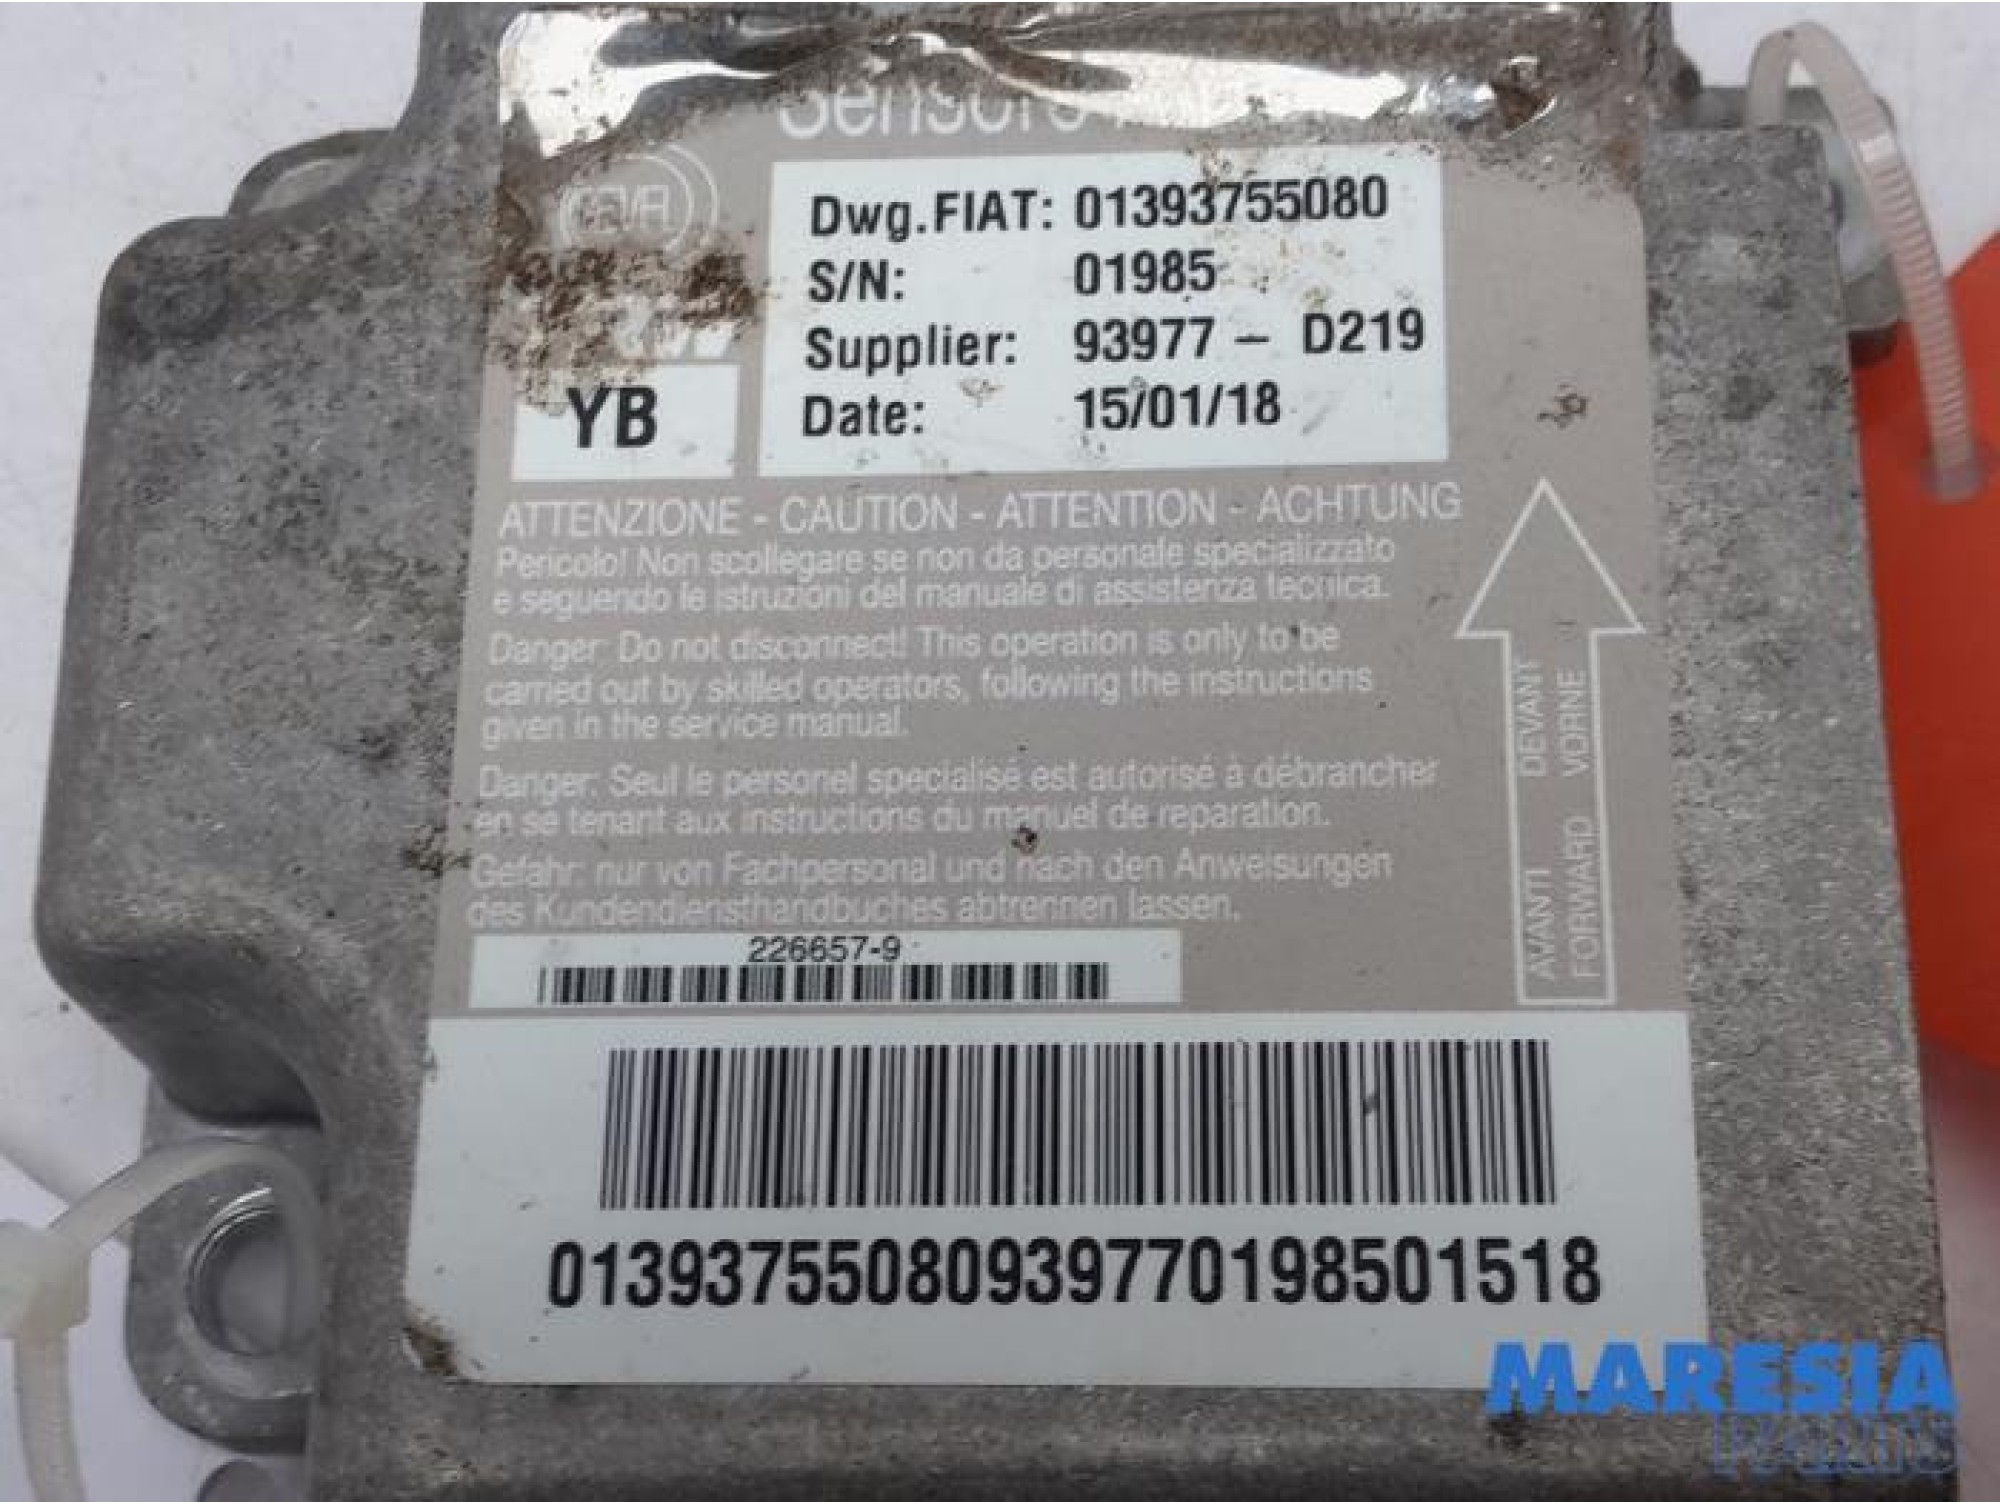 Sensors
Dwg.FIAT: 01393755080
S/N: 01985
Supplier: 93977 - D219
Date: 15/01/18
YB
ATTENZIONE - CAUTION - ATTENTION - ACHTUNG
Pericolo! Non scollegare se non da personale specializzato
e seguendo le istruzioni del manuale di assistenza tecnica.
Danger: Do not disconnect! This operation is only to be
carried out by skilled operators, following the instructions
given in the service manual.
Danger: Seul le personel specialisé est autorisé à débrancher
en se tenant aux instructions du manuel de reparation.
Gefahr: nur von Fachpersonal und nach den Anweisungen
des Kundendiensthandbuches abtrennen lassen.
AVANTI DEVANT
FORWARD VORNE
226657-9
01393755080939770198501518
MARESIA
PARTS